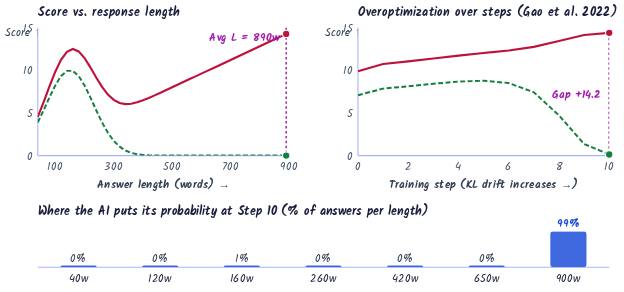 Score vs. response length
Score
15
10
5
0
Avg L = 890w
100 300 500 700 900
Answer length (words) →
Overoptimization over steps (Gao et al. 2022)
Score
15
10
5
0
Gap +14.2
0 2 4 6 8 10
Training step (KL drift increases →)
Where the AI puts its probability at Step 10 (% of answers per length)
0% 0% 1% 0% 0% 0% 99%
40w 120w 160w 260w 420w 650w 900w